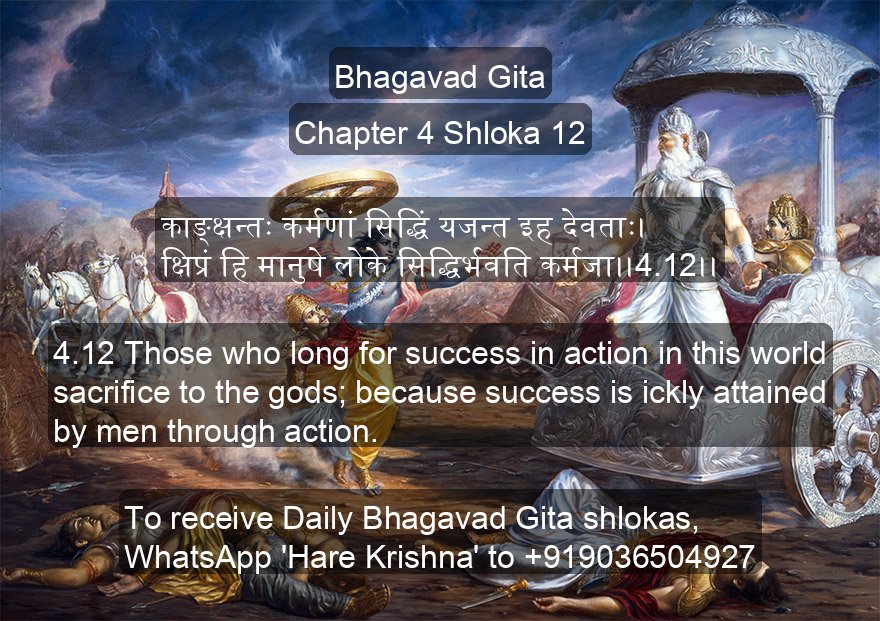 Bhagavad Gita
Chapter 4 Shloka 12
काङ्क्षन्तः कर्मणां सिद्धिं यजन्त इह देवताः।
क्षिप्रं हि मानुषे लोके सिद्धिर्भवति कर्मजा।।4.12।।
4.12 Those who long for success in action in this world
sacrifice to the gods; because success is ickly attained
by men through action.
To receive Daily Bhagavad Gita shlokas,
WhatsApp 'Hare Krishna' to +919036504927